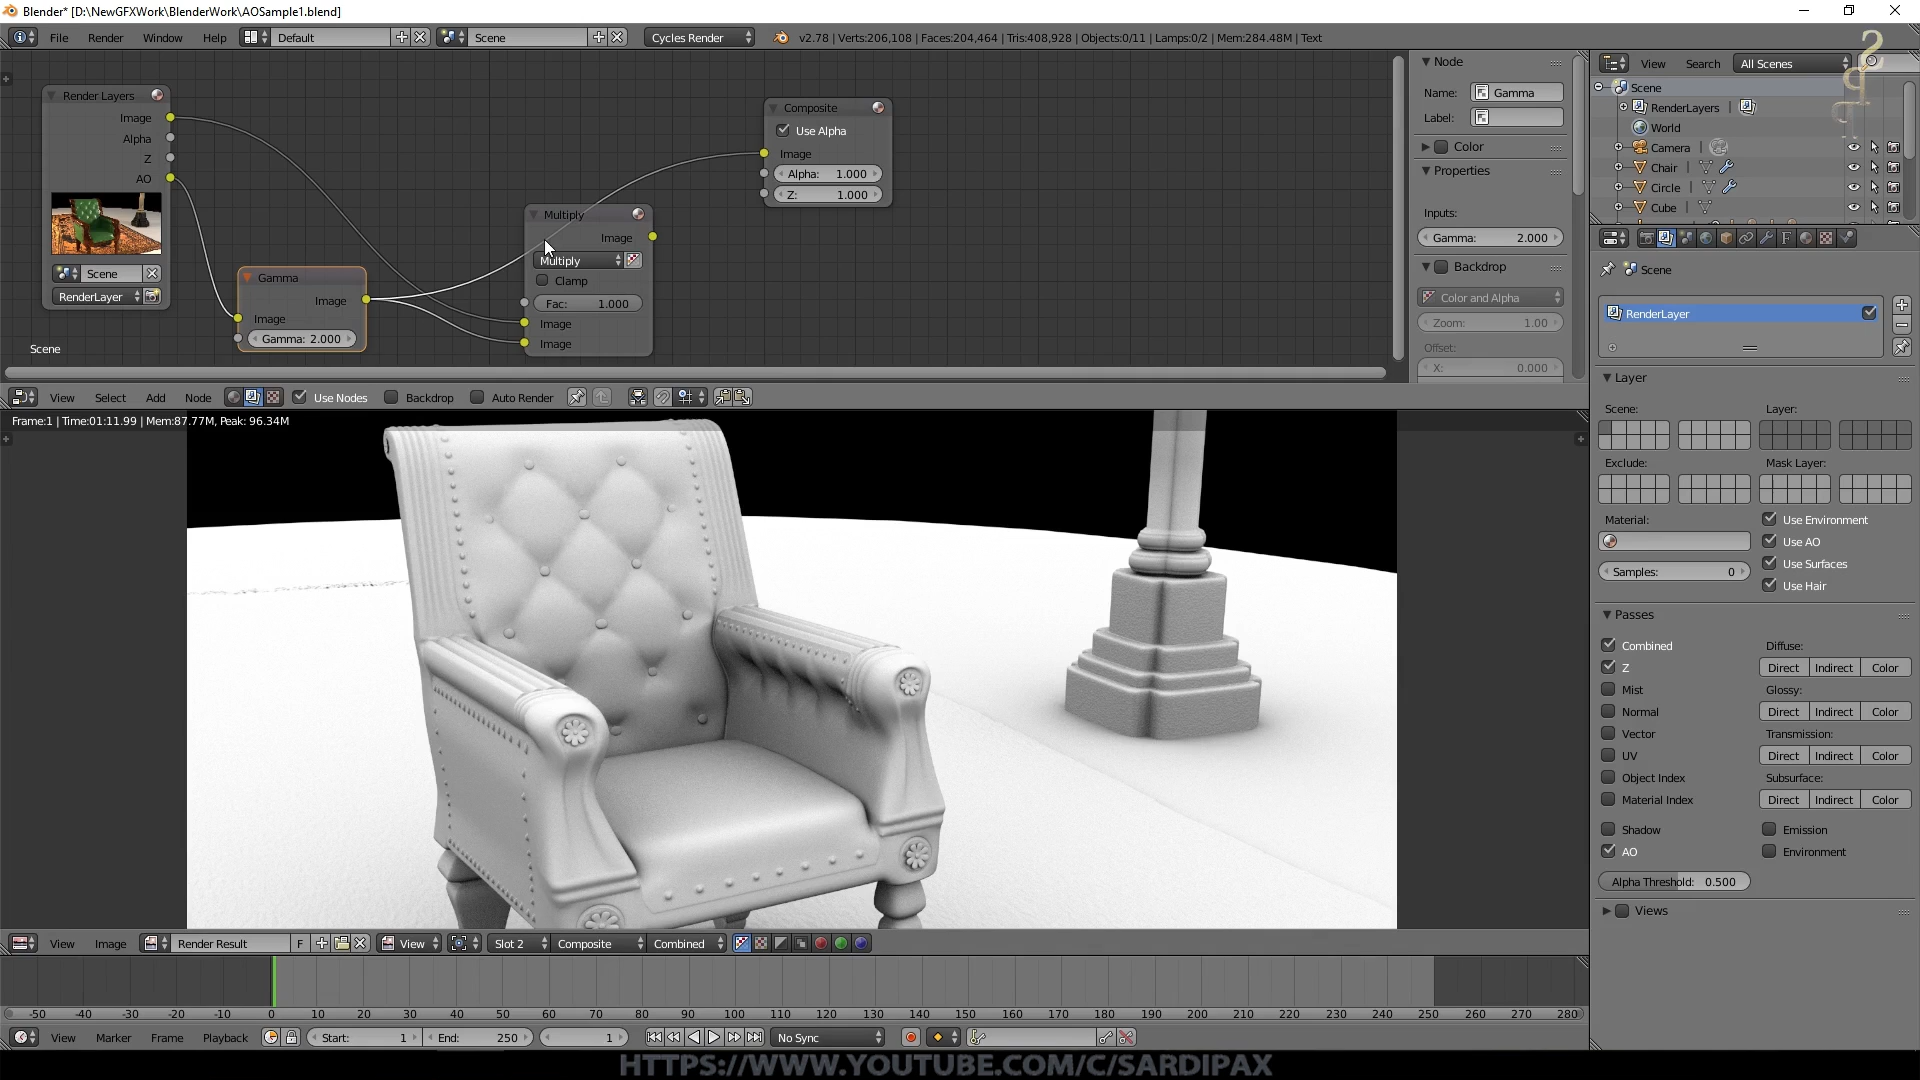 Blender* [D:\NewGFXWork\BlenderWork\AOSample1.blend]
File Render Window Help Default Scene Cycles Render v2.78 | Verts:206,108 | Faces:204,464 | Tris:408,928 | Objects:0/11 | Lamps:0/2 | Mem:284.48M | Text
Render Layers
Image
Alpha
Z
AO
Scene
RenderLayer
Scene
Gamma
Image
Image
Gamma: 2.000
Multiply
Image
Multiply
Clamp
Fac: 1.000
Image
Image
Composite
Use Alpha
Image
Alpha: 1.000
Z: 1.000
Node
Name: Gamma
Label:
Color
Properties
Inputs:
Gamma: 2.000
Backdrop
Color and Alpha
Zoom: 1.00
Offset:
X: 0.000
View Search All Scenes
Scene
RenderLayers
World
Camera
Chair
Circle
Cube
Scene
RenderLayer
Layer
Scene: Layer:
Exclude: Mask Layer:
Material:
Use Environment
Use AO
Samples: 0
Use Surfaces
Use Hair
Passes
Combined
Z
Mist
Normal
Vector
UV
Object Index
Material Index
Shadow
AO
Diffuse:
Direct Indirect Color
Glossy:
Direct Indirect Color
Transmission:
Direct Indirect Color
Subsurface:
Direct Indirect Color
Emission
Environment
Alpha Threshold: 0.500
Views
View Select Add Node Use Nodes Backdrop Auto Render
Frame:1 | Time:01:11.99 | Mem:87.77M, Peak: 96.34M
View Image Render Result F View Slot 2 Composite Combined
-50 -40 -30 -20 -10 0 10 20 30 40 50 60 70 80 90 100 110 120 130 140 150 160 170 180 190 200 210 220 230 240 250 260 270 280
View Marker Frame Playback Start: 1 End: 250 1 No Sync
HTTPS://WWW.YOUTUBE.COM/C/SARDIPAX